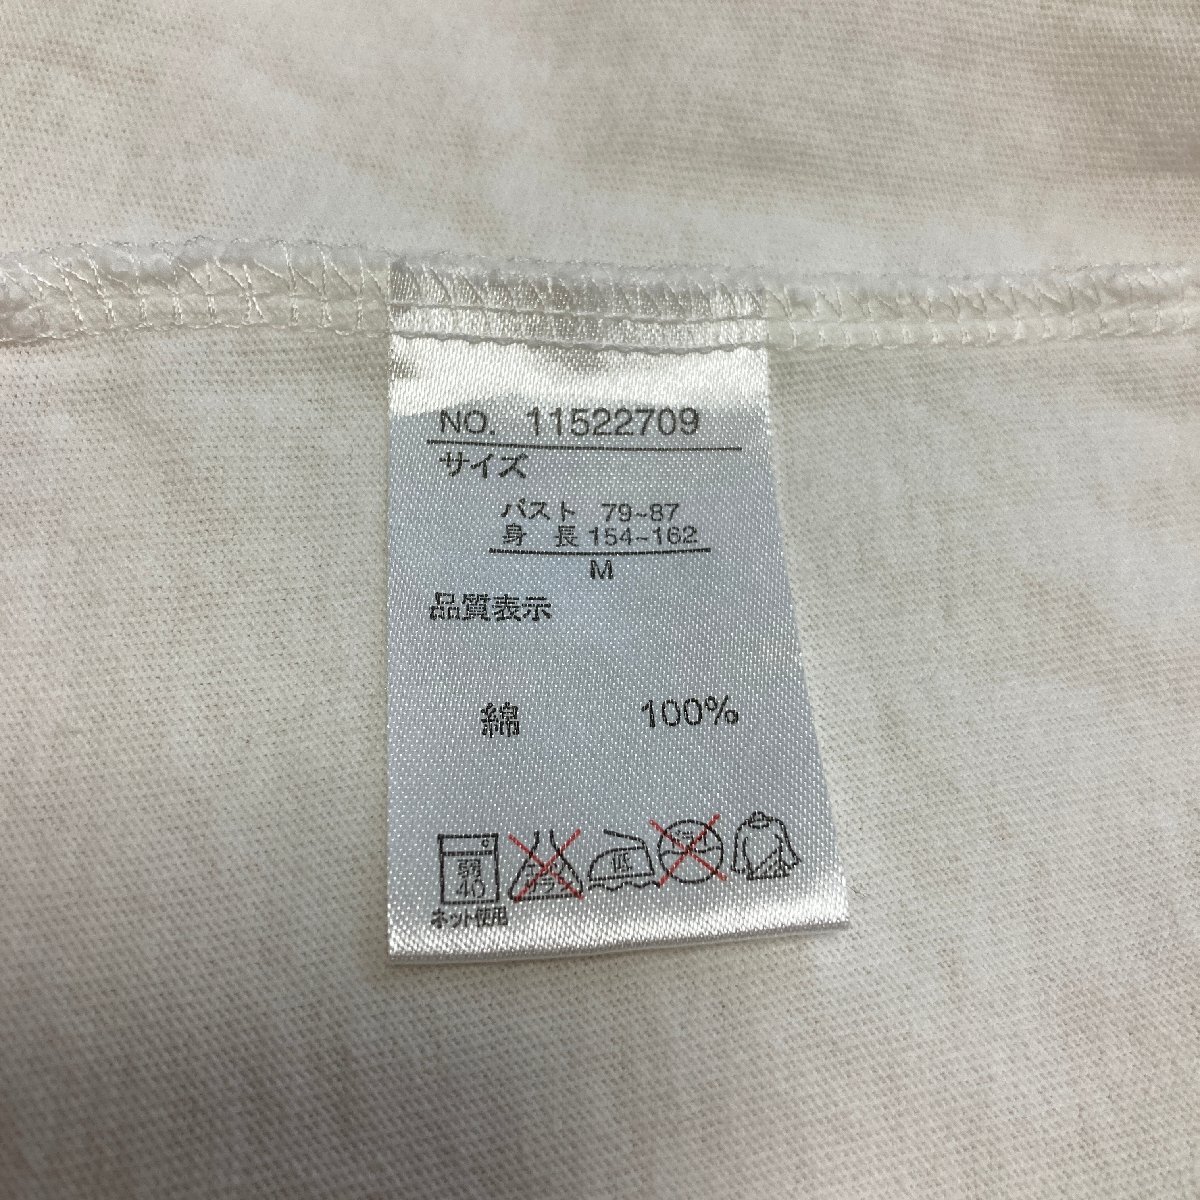 NO. 11522709
サイズ
バスト 79~87
身 長 154~162
M
品質表示
綿 100%
弱
40
ネット使用